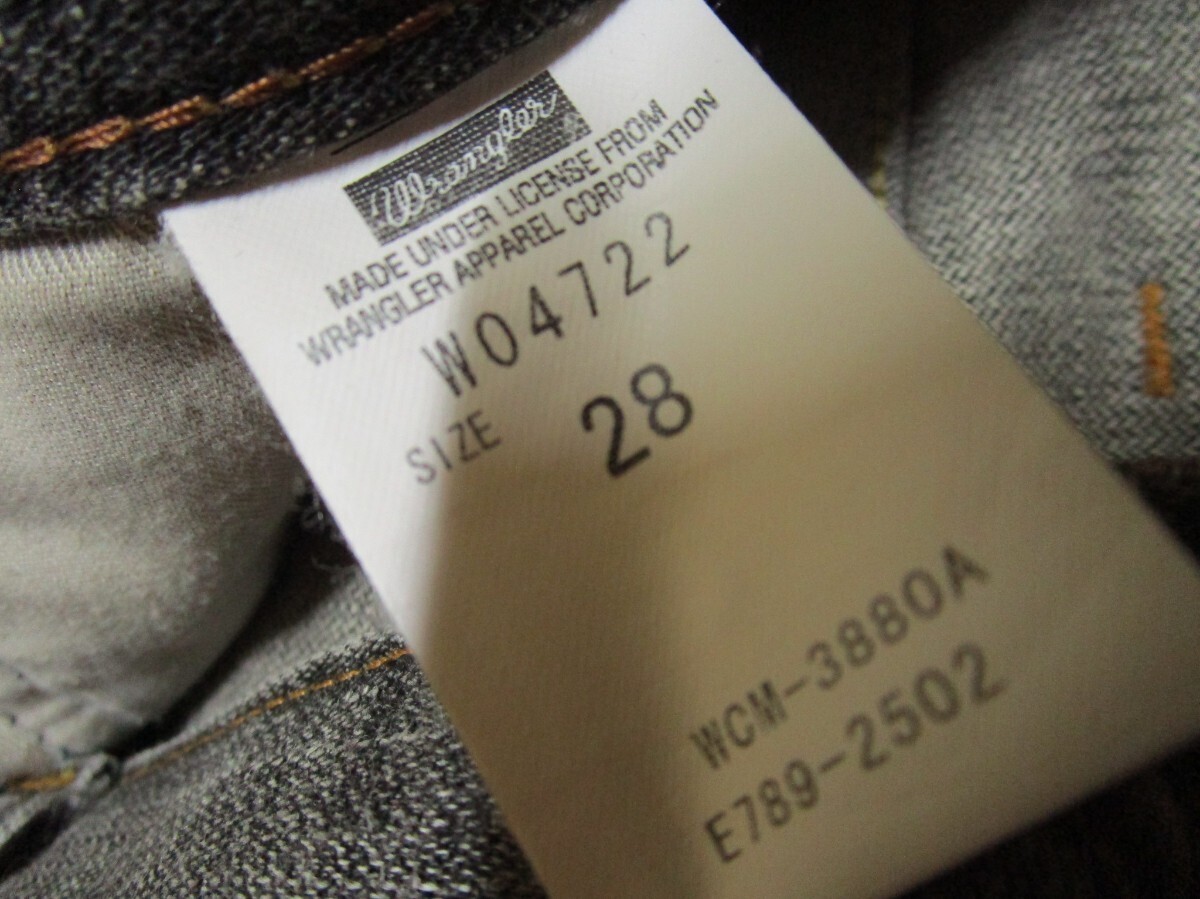 Wrangler®
MADE UNDER LICENSE FROM
WRANGLER APPAREL CORPORATION
W04722
SIZE 28
WCM-3880A
E789-2502